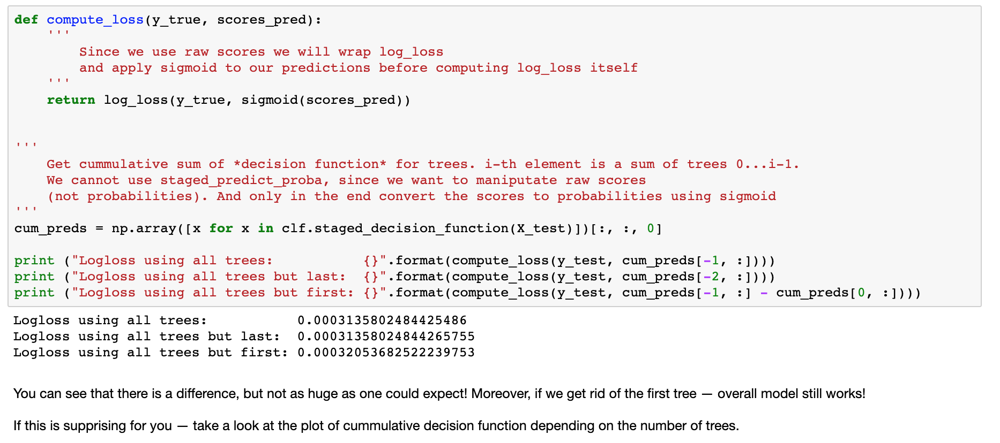 def compute_loss(y_true, scores_pred):
    '''
        Since we use raw scores we will wrap log_loss
        and apply sigmoid to our predictions before computing log_loss itself
    '''
    return log_loss(y_true, sigmoid(scores_pred))
'''
    Get cummulative sum of *decision function* for trees. i-th element is a sum of trees 0...i-1.
    We cannot use staged_predict_proba, since we want to maniputate raw scores
    (not probabilities). And only in the end convert the scores to probabilities using sigmoid
'''
cum_preds = np.array([x for x in clf.staged_decision_function(X_test)])[:, :, 0]
print ("Logloss using all trees:           {}".format(compute_loss(y_test, cum_preds[-1, :])))
print ("Logloss using all trees but last:  {}".format(compute_loss(y_test, cum_preds[-2, :])))
print ("Logloss using all trees but first: {}".format(compute_loss(y_test, cum_preds[-1, :] - cum_preds[0, :])))
Logloss using all trees:           0.0003135802484425486
Logloss using all trees but last:  0.00031358024844265755
Logloss using all trees but first: 0.00032053682522239753
You can see that there is a difference, but not as huge as one could expect! Moreover, if we get rid of the first tree — overall model still works!
If this is supprising for you — take a look at the plot of cummulative decision function depending on the number of trees.